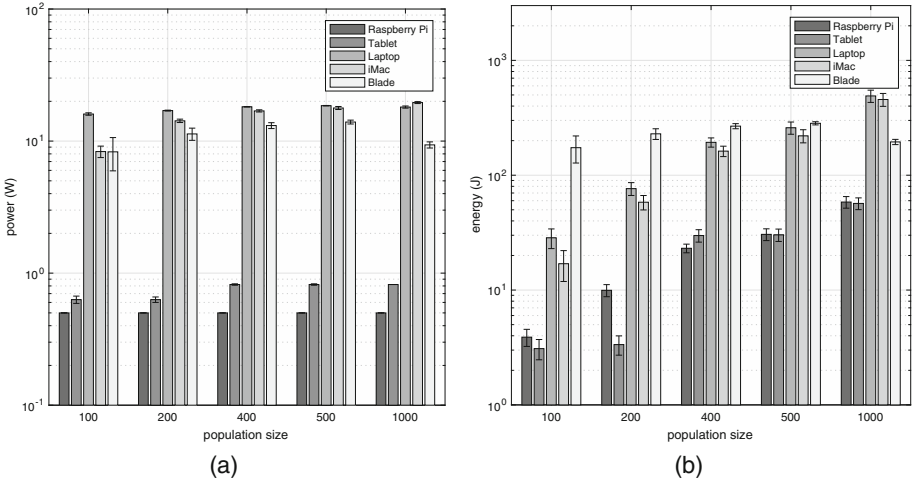 10²
Raspberry Pi
Tablet
Laptop
iMac
Blade
10¹
power (W)
10⁰
10⁻¹
100 200 400 500 1000
population size
(a)
Raspberry Pi
Tablet
Laptop
iMac
Blade
10³
10²
energy (J)
10¹
10⁰
100 200 400 500 1000
population size
(b)